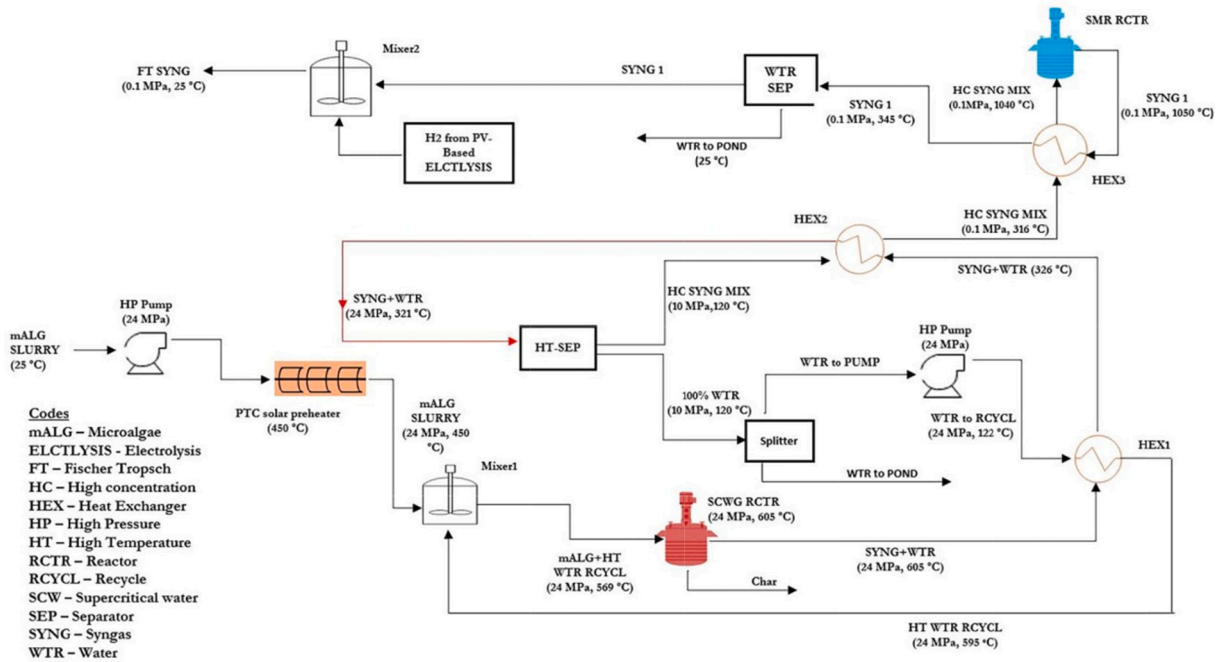 SMR RCTR
Mixer2
FT SYNG
(0.1 MPa, 25 °C)
SYNG 1
WTR
SEP
HC SYNG MIX
(0.1MPa, 1040 °C)
SYNG 1
(0.1 MPa, 1050 °C)
SYNG 1
(0.1 MPa, 345 °C)
H2 from PV-
Based
ELCTLYSIS
WTR to POND
(25 °C)
HEX3
HEX2
HC SYNG MIX
(0.1 MPa, 316 °C)
SYNG+WTR (326 °C)
SYNG+WTR
(24 MPa, 321 °C)
HC SYNG MIX
(10 MPa,120 °C)
HP Pump
(24 MPa)
mALG
SLURRY
(25 °C)
HT-SEP
HP Pump
(24 MPa)
WTR to PUMP
PTC solar preheater
(450 °C)
mALG
SLURRY
(24 MPa, 450
°C)
100% WTR
(10 MPa, 120 °C)
WTR to RCYCL
(24 MPa, 122 °C)
Splitter
HEX1
Mixer1
WTR to POND
SCWG RCTR
(24 MPa, 605 °C)
mALG+HT
WTR RCYCL
(24 MPa, 569 °C)
SYNG+WTR
(24 MPa, 605 °C)
Char
HT WTR RCYCL
(24 MPa, 595 °C)
Codes
mALG – Microalgae
ELCTLYSIS - Electrolysis
FT – Fischer Tropsch
HC – High concentration
HEX – Heat Exchanger
HP – High Pressure
HT – High Temperature
RCTR – Reactor
RCYCL – Recycle
SCW – Supercritical water
SEP – Separator
SYNG – Syngas
WTR – Water